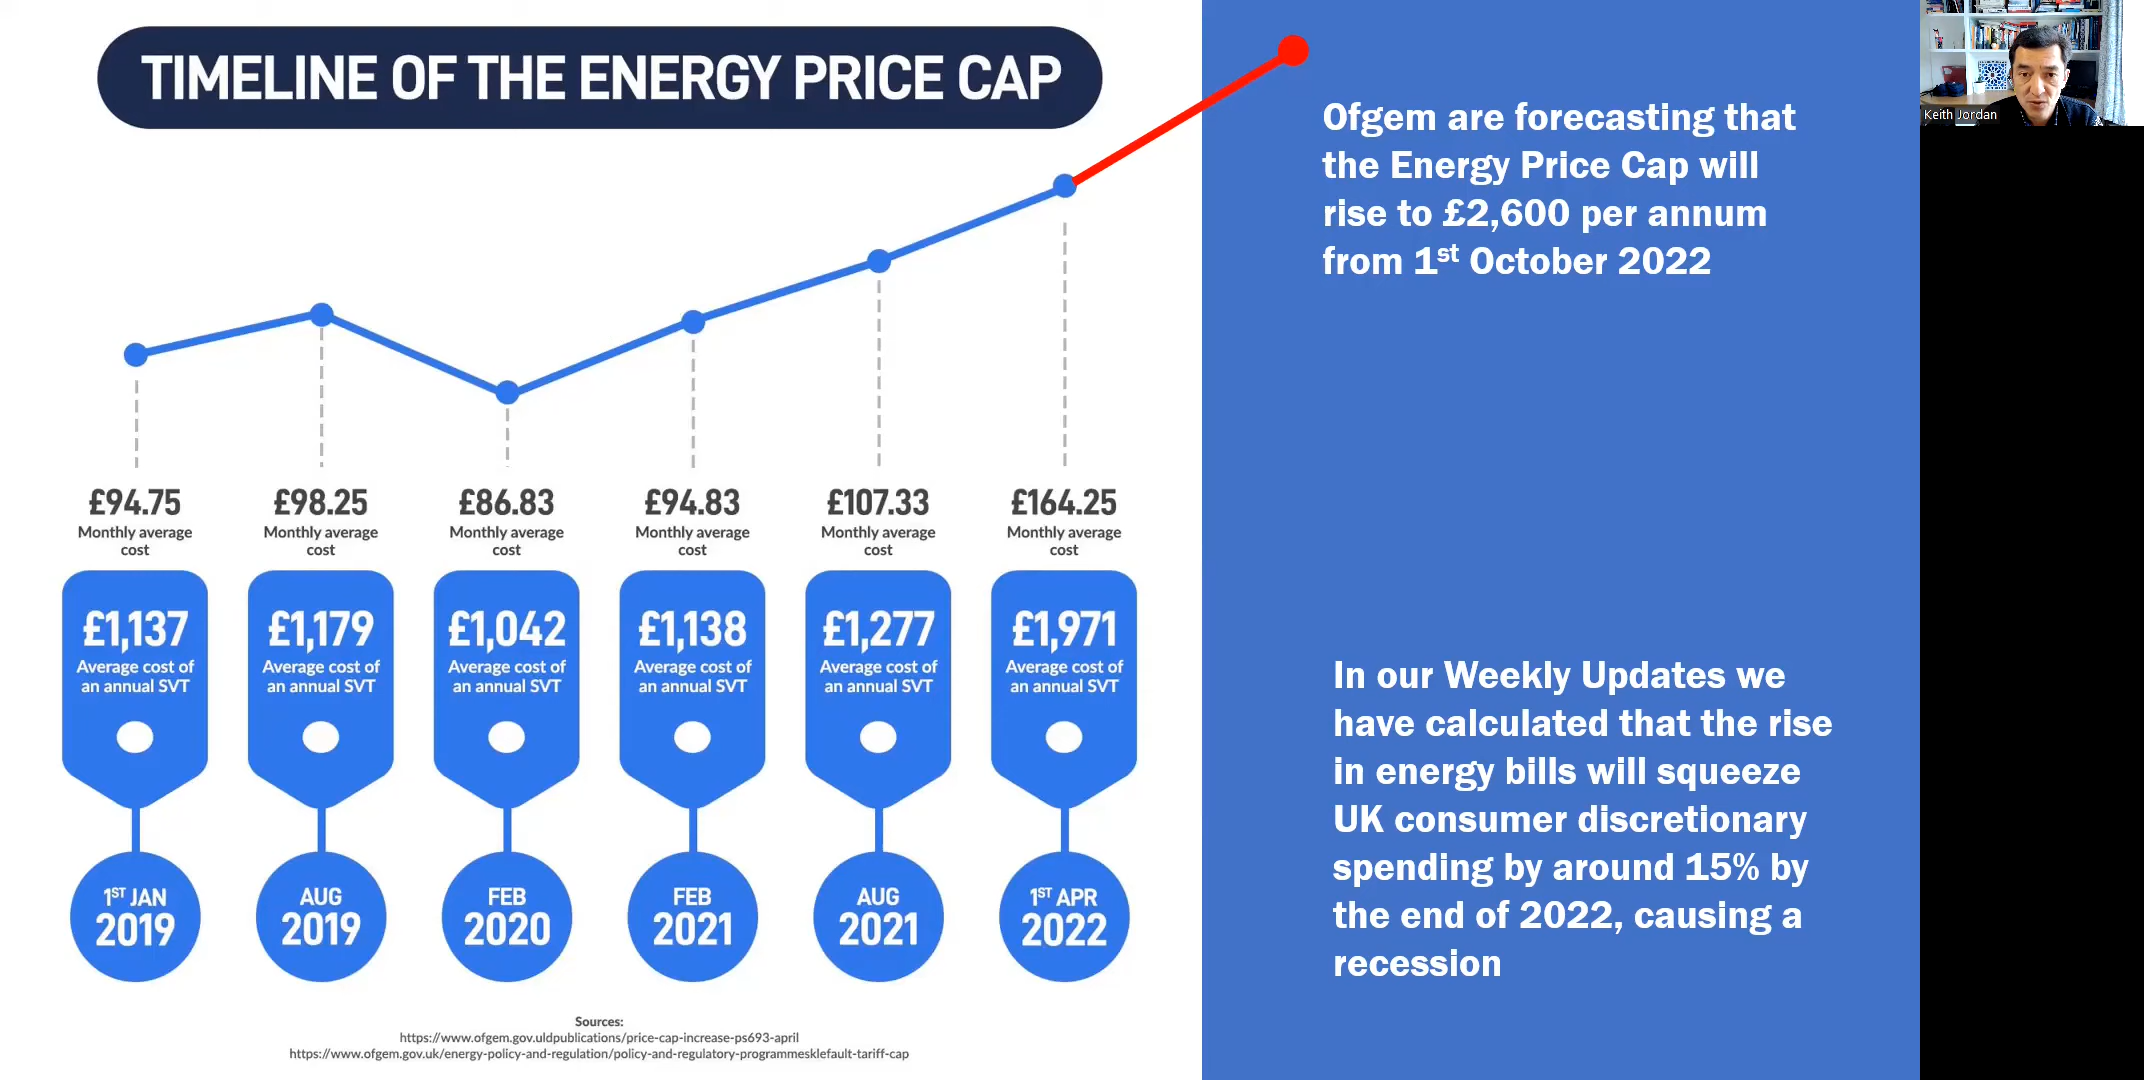 TIMELINE OF THE ENERGY PRICE CAP
£94.75
Monthly average
cost
£98.25
Monthly average
cost
£86.83
Monthly average
cost
£94.83
Monthly average
cost
£107.33
Monthly average
cost
£164.25
Monthly average
cost
£1,137
Average cost of
an annual SVT
£1,179
Average cost of
an annual SVT
£1,042
Average cost of
an annual SVT
£1,138
Average cost of
an annual SVT
£1,277
Average cost of
an annual SVT
£1,971
Average cost of
an annual SVT
1ST JAN
2019
AUG
2019
FEB
2020
FEB
2021
AUG
2021
1ST APR
2022
Sources:
https://www.ofgem.gov.uldpublications/price-cap-increase-ps693-april
https://www.ofgem.gov.uk/energy-policy-and-regulation/policy-and-regulatory-programmesklefault-tariff-cap
Ofgem are forecasting that
the Energy Price Cap will
rise to £2,600 per annum
from 1st October 2022
In our Weekly Updates we
have calculated that the rise
in energy bills will squeeze
UK consumer discretionary
spending by around 15% by
the end of 2022, causing a
recession
Keith Jordan